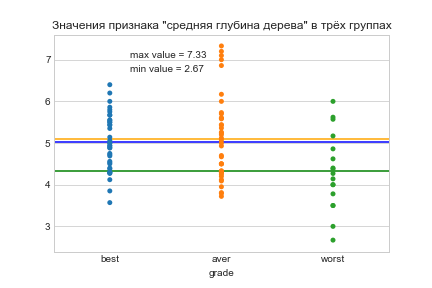 Значения признака "средняя глубина дерева" в трёх группах
max value = 7.33
min value = 2.67
7
6
5
4
3
best aver worst
grade